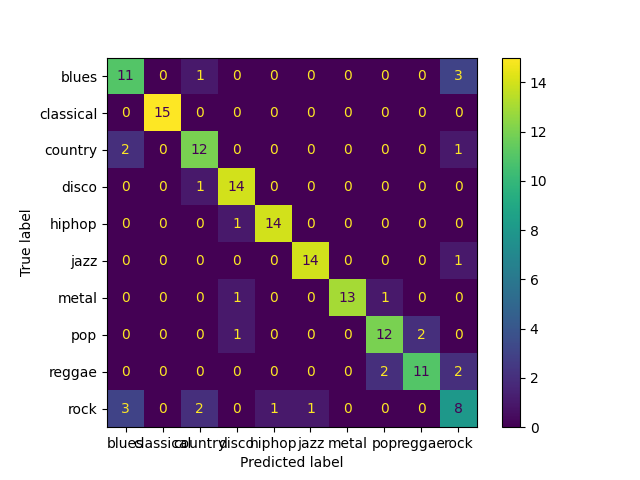 blues 11 0 1 0 0 0 0 0 0 3
classical 0 15 0 0 0 0 0 0 0 0
country 2 0 12 0 0 0 0 0 0 1
disco 0 0 1 14 0 0 0 0 0 0
hiphop 0 0 0 1 14 0 0 0 0 0
jazz 0 0 0 0 0 14 0 0 0 1
metal 0 0 0 1 0 0 13 1 0 0
pop 0 0 0 1 0 0 0 12 2 0
reggae 0 0 0 0 0 0 0 2 11 2
rock 3 0 2 0 1 1 0 0 0 8
blues classical country disco hiphop jazz metal pop reggae rock
Predicted label
True label
14
12
10
8
6
4
2
0